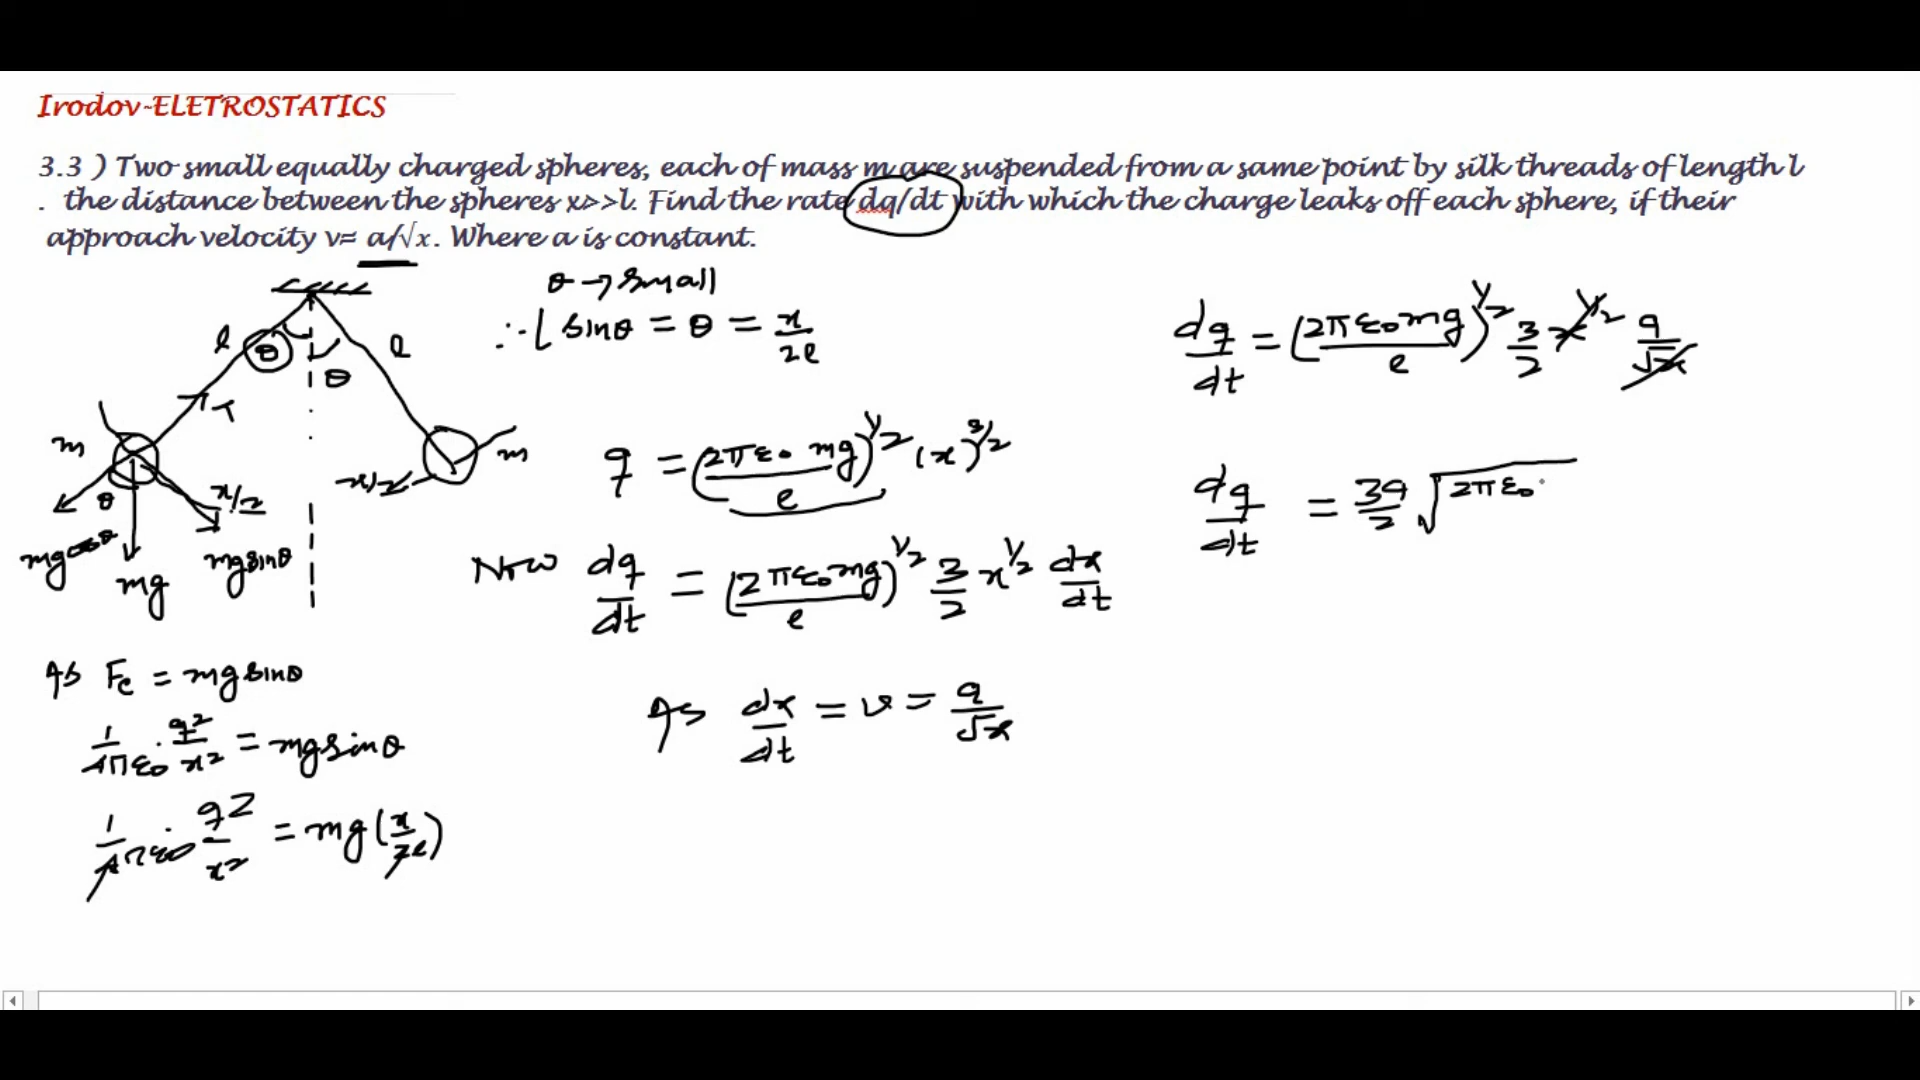 Irodov-ELETROSTATICS
3.3 ) Two small equally charged spheres, each of mass m are suspended from a same point by silk threads of length l
. the distance between the spheres x>>l. Find the rate dq/dt with which the charge leaks off each sphere, if their
approach velocity v= a/√x. Where a is constant.
θ → small
∴ sinθ = θ = x/2l
l
θ
l
θ
T
m
m
θ
x/2
x/2
mg cosθ
mg
mg sinθ
As Fe = mg sinθ
1/4πε₀ · q²/x² = mg sinθ
1/4πε₀ · q²/x² = mg (x/2l)
q = (2πε₀ mg/l)^1/2 (x)^3/2
Now dq/dt = (2πε₀mg/l)^1/2 3/2 x^1/2 dx/dt
As dx/dt = v = a/√x
dq/dt = (2πε₀mg/l)^1/2 3/2 x^1/2 a/√x
dq/dt = 3a/2 √2πε₀